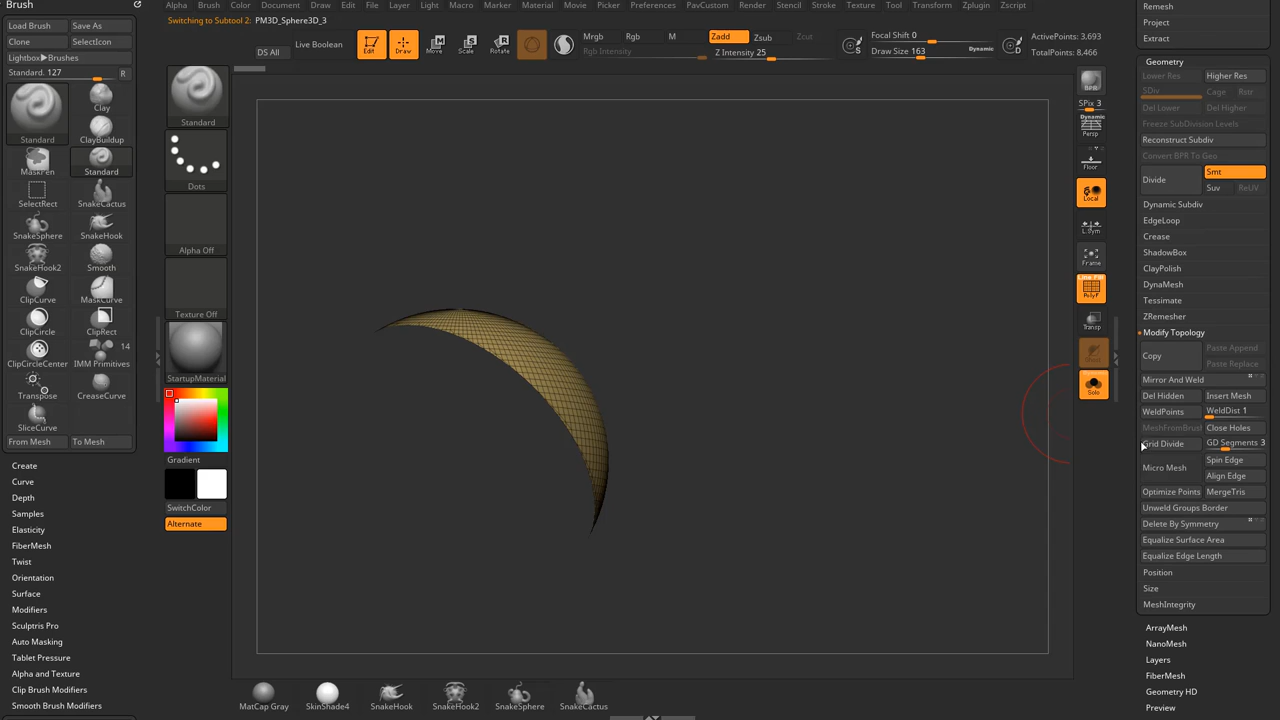 Brush
Alpha Brush Color Document Draw Edit File Layer Light Macro Marker Material Movie Picker Preferences PavCustom Render Stencil Stroke Texture Tool Transform Zplugin Zscript
Switching to Subtool 2: PM3D_Sphere3D_3
Load Brush Save As
Clone SelectIcon
Lightbox▶Brushes
Standard. 127 R
Standard Clay
ClayBuildup
MaskPen Standard
SelectRect SnakeCactus
SnakeSphere SnakeHook
SnakeHook2 Smooth
ClipCurve MaskCurve
ClipCircle ClipRect
14
ClipCircleCenter IMM Primitives
Transpose CreaseCurve
SliceCurve
From Mesh To Mesh
Create
Curve
Depth
Samples
Elasticity
FiberMesh
Twist
Orientation
Surface
Modifiers
Sculptris Pro
Auto Masking
Tablet Pressure
Alpha and Texture
Clip Brush Modifiers
Smooth Brush Modifiers
DS All
Live Boolean
Edit Draw Move Scale Rotate
Mrgb Rgb M
Rgb Intensity
Zadd Zsub
Z Intensity 25
S
Focal Shift 0
Draw Size 163 Dynamic
D
ActivePoints: 3,693
TotalPoints: 8,466
Standard
Dots
Alpha Off
Texture Off
StartupMaterial
Gradient
SwitchColor
Alternate
BPR
SPix 3
Dynamic
Persp
Floor
Local
L.Sym
Frame
Line Fill
PolyF
Transp
Solo
Remesh
Project
Extract
Geometry
Lower Res Higher Res
SDiv Cage Rstr
Del Lower Del Higher
Freeze SubDivision Levels
Reconstruct Subdiv
Convert BPR To Geo
Divide Smt
Suv ReUV
Dynamic Subdiv
EdgeLoop
Crease
ShadowBox
ClayPolish
DynaMesh
Tessimate
ZRemesher
Modify Topology
Copy Paste Append
Paste Replace
Mirror And Weld
Del Hidden Insert Mesh
WeldPoints WeldDist 1
MeshFromBrush Close Holes
Grid Divide GD Segments 3
Micro Mesh Spin Edge
Align Edge
Optimize Points MergeTris
Unweld Groups Border
Delete By Symmetry
Equalize Surface Area
Equalize Edge Length
Position
Size
MeshIntegrity
ArrayMesh
NanoMesh
Layers
FiberMesh
Geometry HD
Preview
MatCap Gray SkinShade4 SnakeHook SnakeHook2 SnakeSphere SnakeCactus